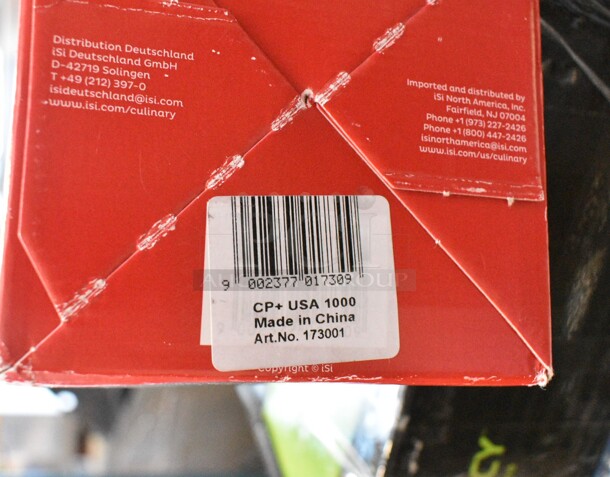 Distribution Deutschland
iSi Deutschland GmbH
D-42719 Solingen
T +49 (212) 397-0
isideutschland@isi.com
www.isi.com/culinary
Imported and distributed by
iSi North America, Inc.
Fairfield, NJ 07004
Phone +1 (973) 227-2426
Phone +1 (800) 447-2426
isinorthamerica@isi.com
www.isi.com/us/culinary
9 002377 017309
CP+ USA 1000
Made in China
Art.No. 173001
Copyright © iSi